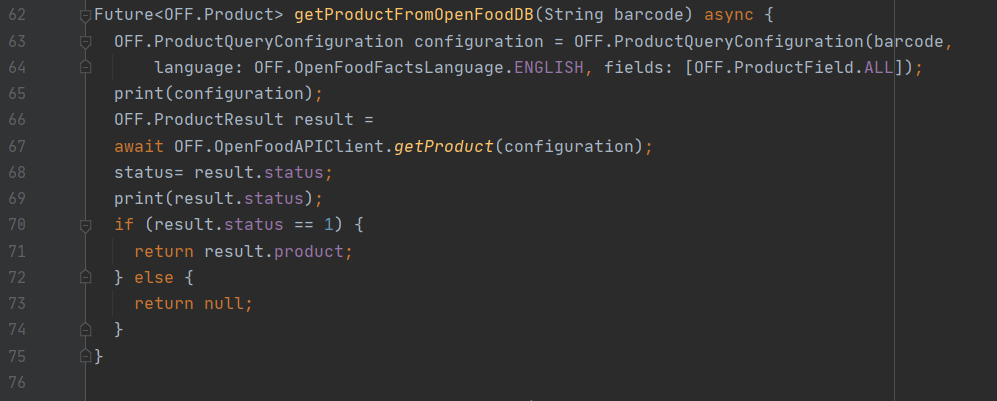 62 Future<OFF.Product> getProductFromOpenFoodDB(String barcode) async {
63   OFF.ProductQueryConfiguration configuration = OFF.ProductQueryConfiguration(barcode,
64       language: OFF.OpenFoodFactsLanguage.ENGLISH, fields: [OFF.ProductField.ALL]);
65   print(configuration);
66   OFF.ProductResult result =
67   await OFF.OpenFoodAPIClient.getProduct(configuration);
68   status= result.status;
69   print(result.status);
70   if (result.status == 1) {
71     return result.product;
72   } else {
73     return null;
74   }
75 }
76